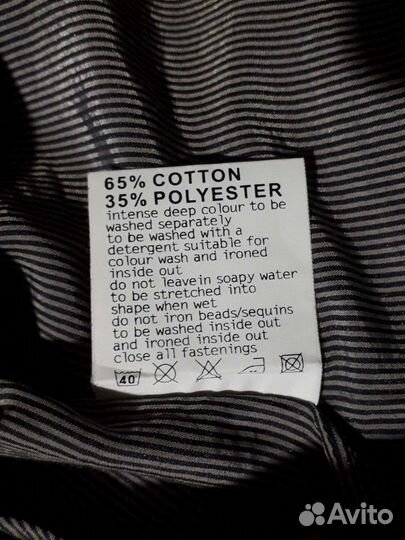 65% COTTON
35% POLYESTER
intense deep colour to be
washed separately
to be washed with a
detergent suitable for
colour wash and ironed
inside out
do not leavein soapy water
to be stretched into
shape when wet
do not iron beads/sequins
to be washed inside out
and ironed inside out
close all fastenings
40
Avito